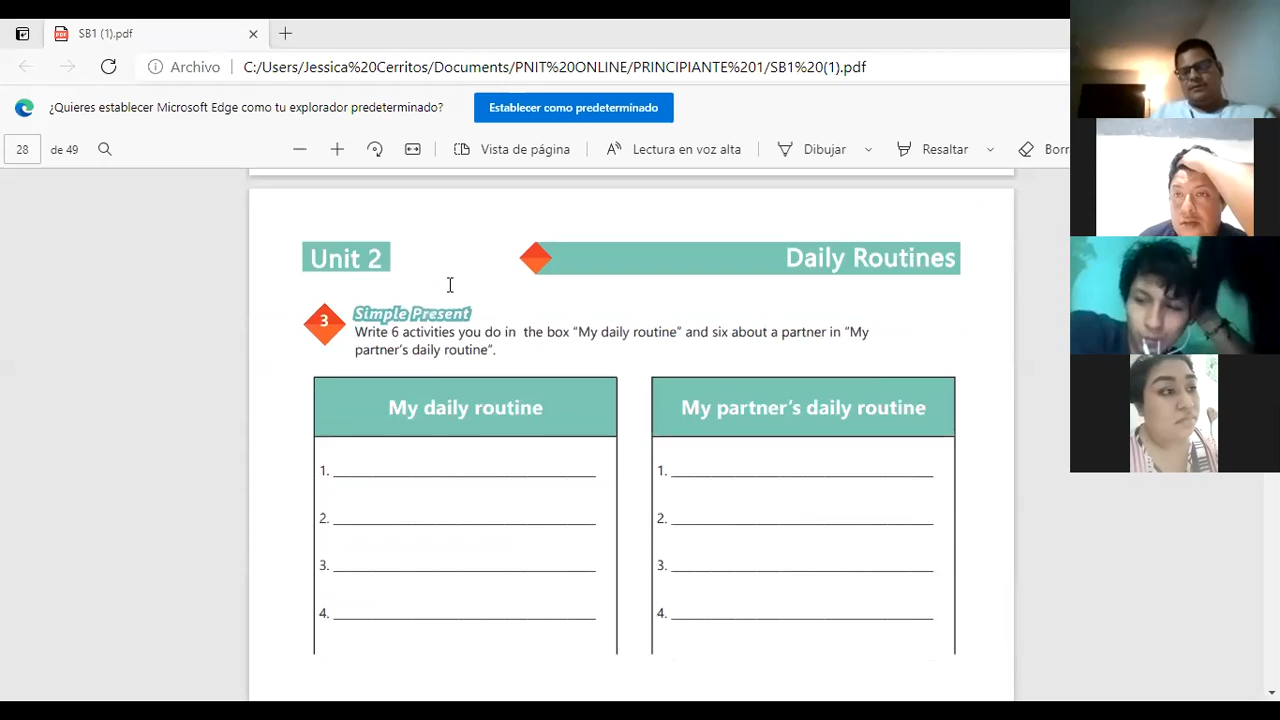 SB1 (1).pdf
Archivo
C:/Users/Jessica%20Cerritos/Documents/PNIT%20ONLINE/PRINCIPIANTE%201/SB1%20(1).pdf
¿Quieres establecer Microsoft Edge como tu explorador predeterminado?
Establecer como predeterminado
28
de 49
Vista de página
Lectura en voz alta
Dibujar
Resaltar
Borr
Unit 2
Daily Routines
3
Simple Present
Write 6 activities you do in the box “My daily routine” and six about a partner in “My
partner’s daily routine”.
My daily routine
My partner’s daily routine
1.
1.
2.
2.
3.
3.
4.
4.